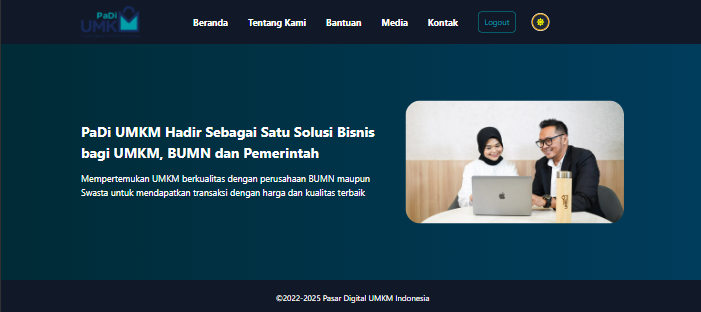 PaDi
UMKM
Beranda Tentang Kami Bantuan Media Kontak Logout
PaDi UMKM Hadir Sebagai Satu Solusi Bisnis
bagi UMKM, BUMN dan Pemerintah
Mempertemukan UMKM berkualitas dengan perusahaan BUMN maupun
Swasta untuk mendapatkan transaksi dengan harga dan kualitas terbaik
©2022-2025 Pasar Digital UMKM Indonesia